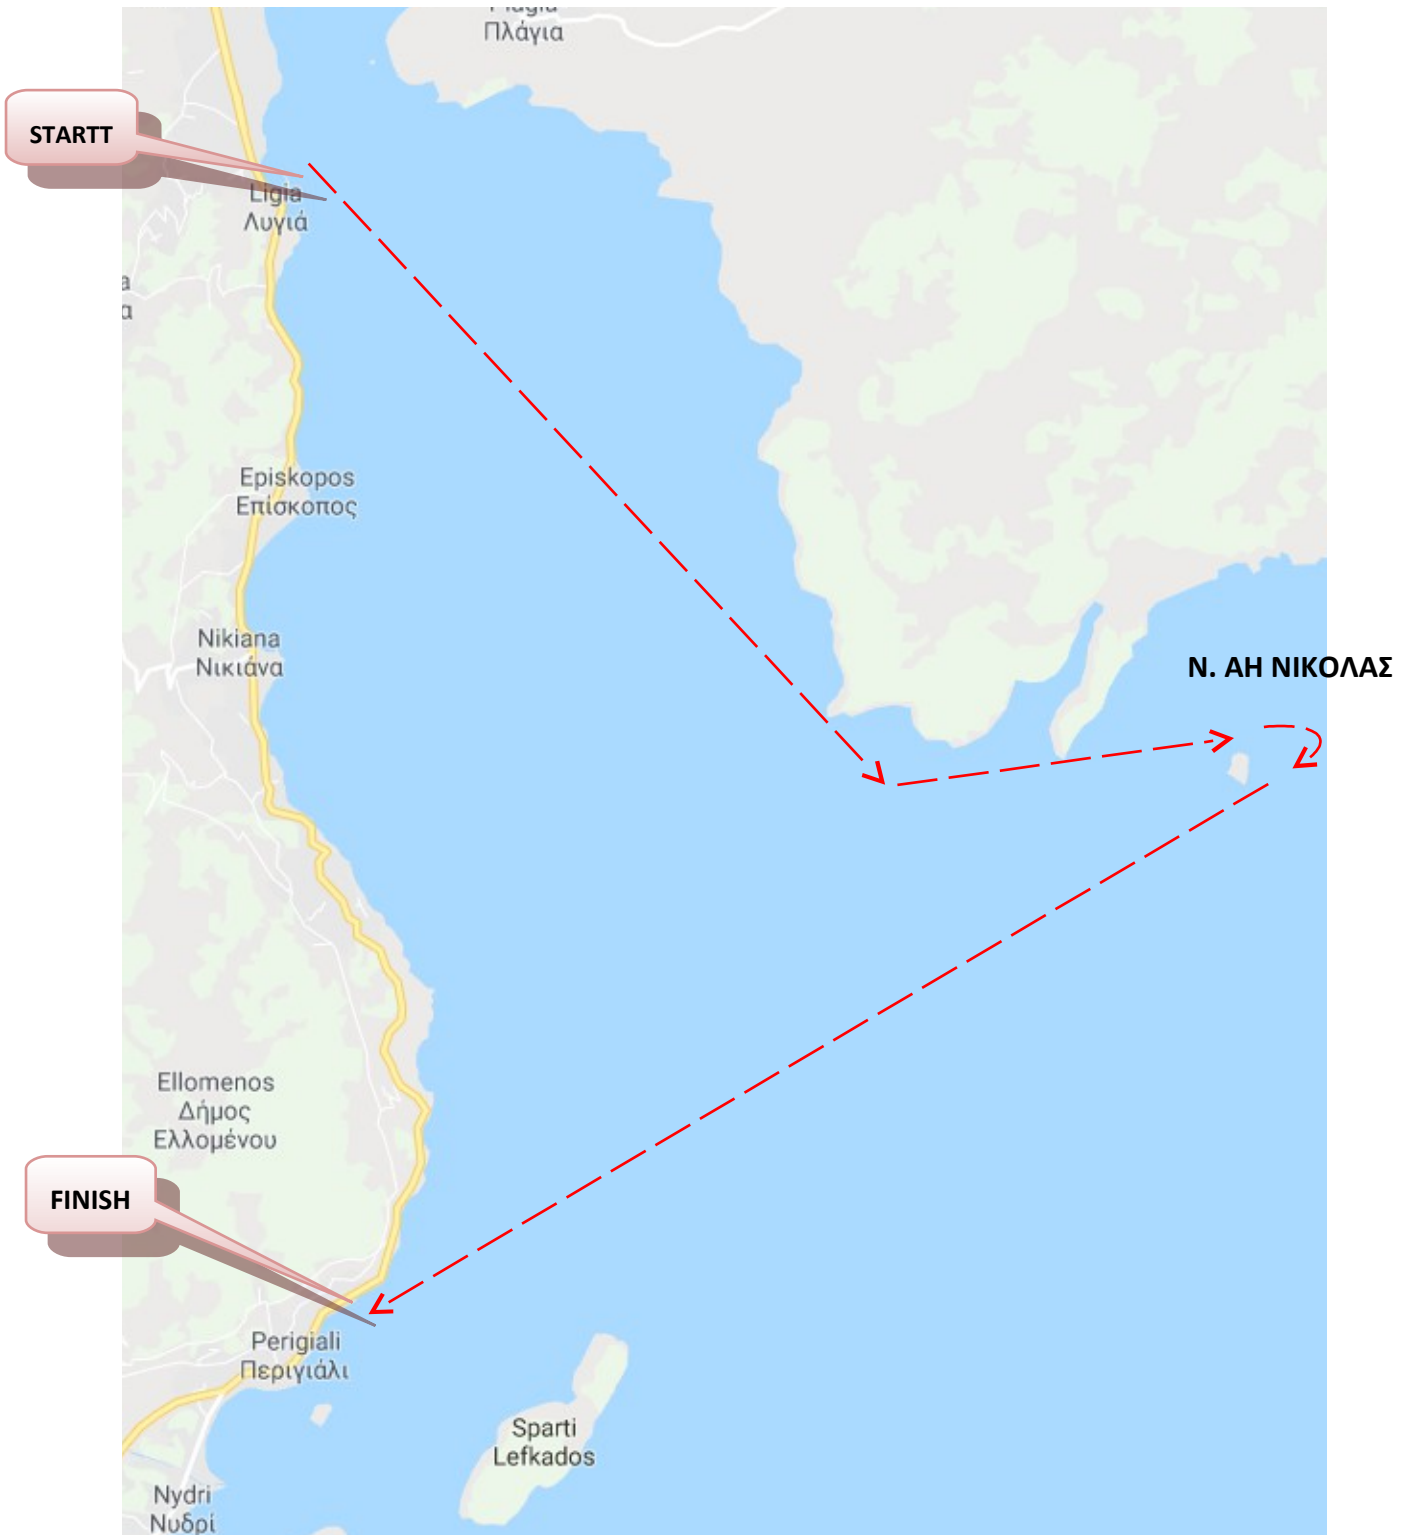 Πλάγια
STARTT
Ligia
Λυγιά
a
α
Episkopos
Επίσκοπος
Nikiana
Νικιάνα
Ν. ΑΗ ΝΙΚΟΛΑΣ
Ellomenos
Δήμος
Ελλομένου
FINISH
Perigiali
Περιγιάλι
Sparti
Lefkados
Nydri
Νυδρί